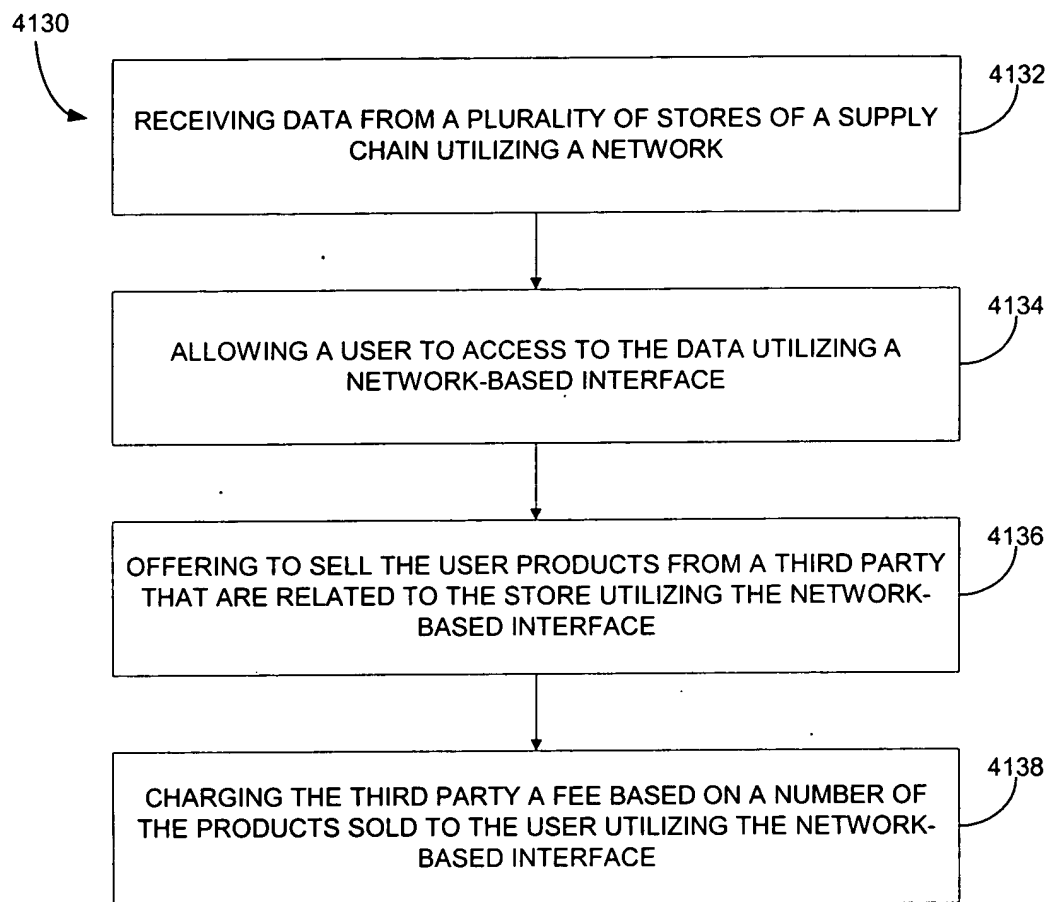 4130
4132
RECEIVING DATA FROM A PLURALITY OF STORES OF A SUPPLY
CHAIN UTILIZING A NETWORK
4134
ALLOWING A USER TO ACCESS TO THE DATA UTILIZING A
NETWORK-BASED INTERFACE
4136
OFFERING TO SELL THE USER PRODUCTS FROM A THIRD PARTY
THAT ARE RELATED TO THE STORE UTILIZING THE NETWORK-
BASED INTERFACE
4138
CHARGING THE THIRD PARTY A FEE BASED ON A NUMBER OF
THE PRODUCTS SOLD TO THE USER UTILIZING THE NETWORK-
BASED INTERFACE